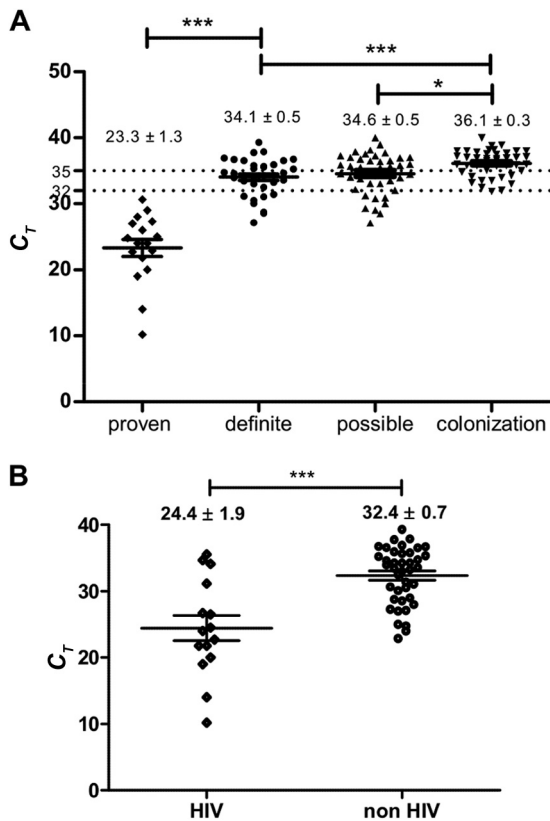 A
***
***
*
23.3 ± 1.3
34.1 ± 0.5
34.6 ± 0.5
36.1 ± 0.3
50
40
35
32
30
20
10
0
C_T
proven definite possible colonization
B
***
24.4 ± 1.9 32.4 ± 0.7
40
30
20
10
0
C_T
HIV non HIV